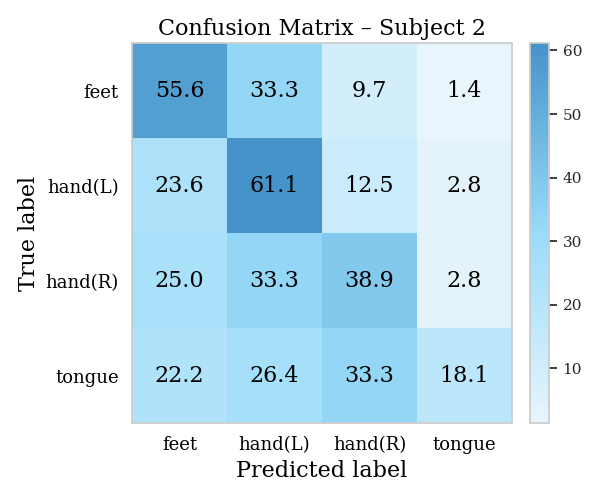 Confusion Matrix – Subject 2
feet 55.6 33.3 9.7 1.4
hand(L) 23.6 61.1 12.5 2.8
hand(R) 25.0 33.3 38.9 2.8
tongue 22.2 26.4 33.3 18.1
feet hand(L) hand(R) tongue
Predicted label
True label
60
50
40
30
20
10